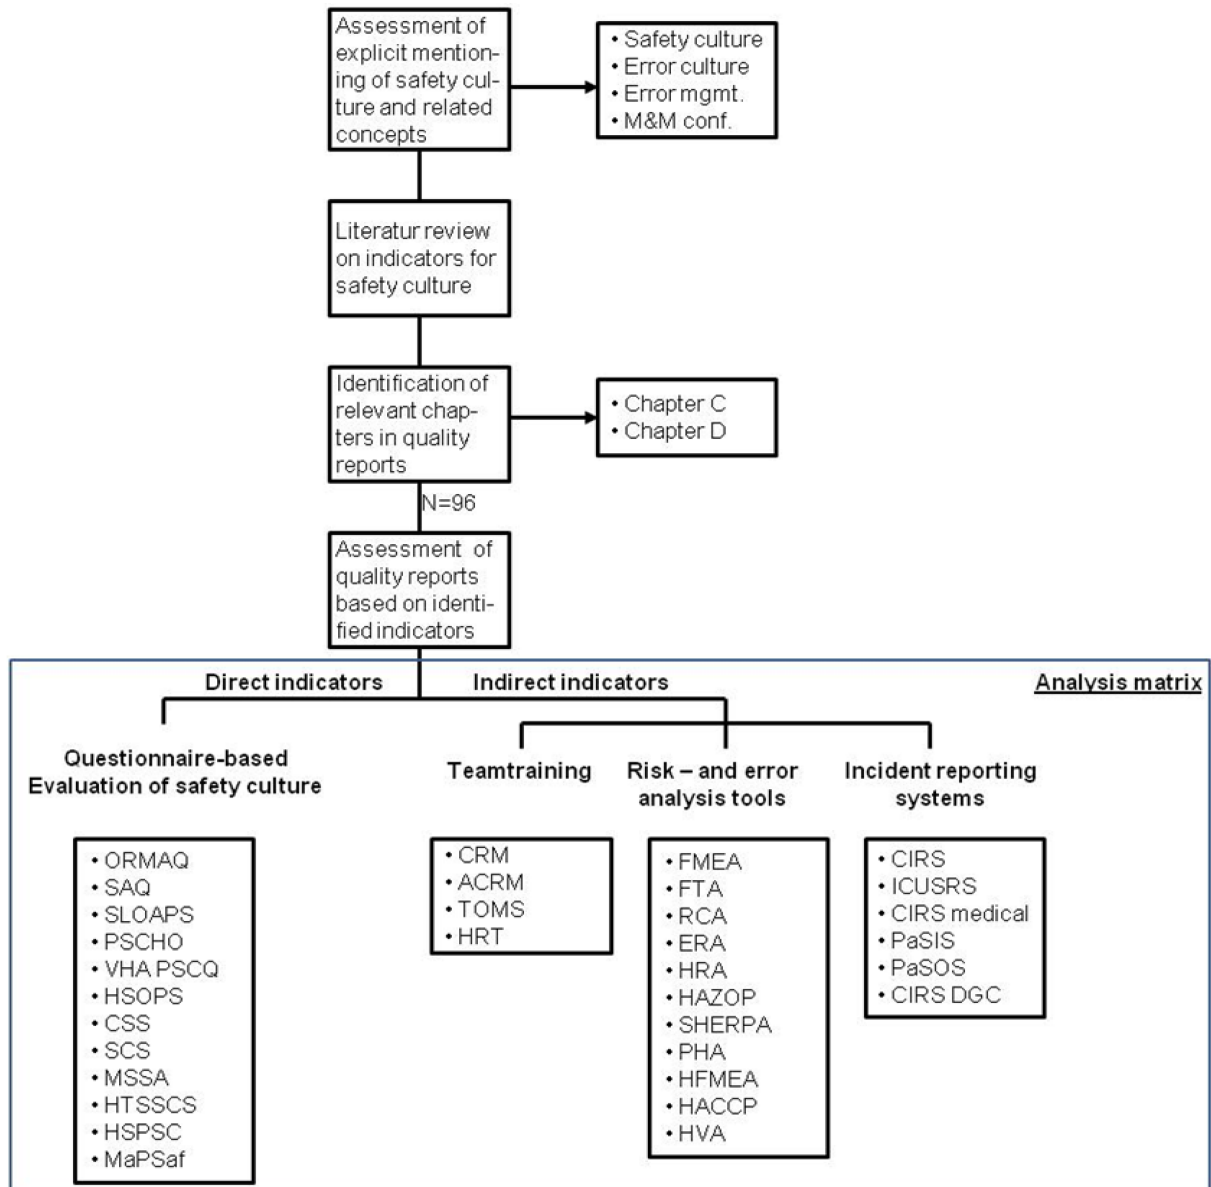 Assessment of
explicit mention-
ing of safety cul-
ture and related
concepts
• Safety culture
• Error culture
• Error mgmt.
• M&M conf.
Literatur review
on indicators for
safety culture
Identification of
relevant chap-
ters in quality
reports
• Chapter C
• Chapter D
N=96
Assessment of
quality reports
based on identi-
fied indicators
Direct indicators
Indirect indicators
Analysis matrix
Questionnaire-based
Evaluation of safety culture
Teamtraining
Risk – and error
analysis tools
Incident reporting
systems
• ORMAQ
• SAQ
• SLOAPS
• PSCHO
• VHA PSCQ
• HSOPS
• CSS
• SCS
• MSSA
• HTSSCS
• HSPSC
• MaPSaf
• CRM
• ACRM
• TOMS
• HRT
• FMEA
• FTA
• RCA
• ERA
• HRA
• HAZOP
• SHERPA
• PHA
• HFMEA
• HACCP
• HVA
• CIRS
• ICUSRS
• CIRS medical
• PaSIS
• PaSOS
• CIRS DGC